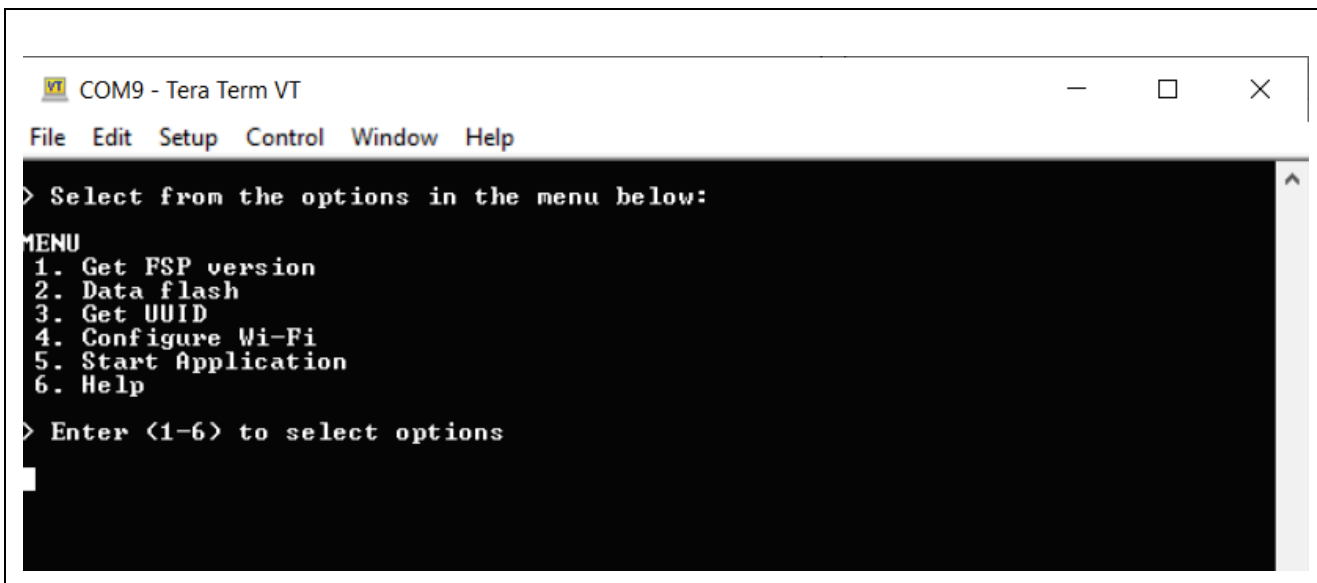 COM9 - Tera Term VT
File Edit Setup Control Window Help
> Select from the options in the menu below:
MENU
1. Get FSP version
2. Data flash
3. Get UUID
4. Configure Wi-Fi
5. Start Application
6. Help
> Enter (1-6) to select options